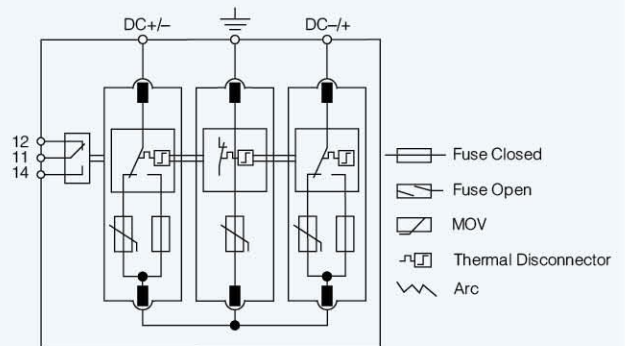 DC+/–
DC–/+
12
11
14
Fuse Closed
Fuse Open
MOV
Thermal Disconnector
Arc